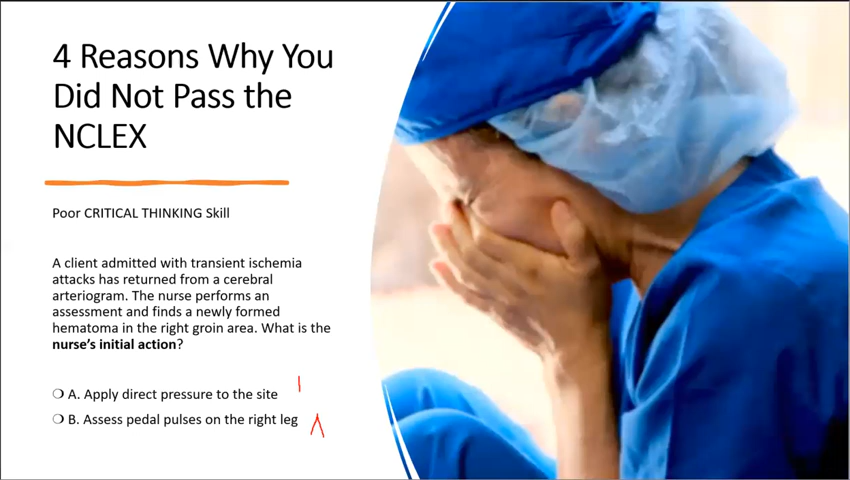 4 Reasons Why You
Did Not Pass the
NCLEX
Poor CRITICAL THINKING Skill
A client admitted with transient ischemia
attacks has returned from a cerebral
arteriogram. The nurse performs an
assessment and finds a newly formed
hematoma in the right groin area. What is the
nurse's initial action?
A. Apply direct pressure to the site
B. Assess pedal pulses on the right leg